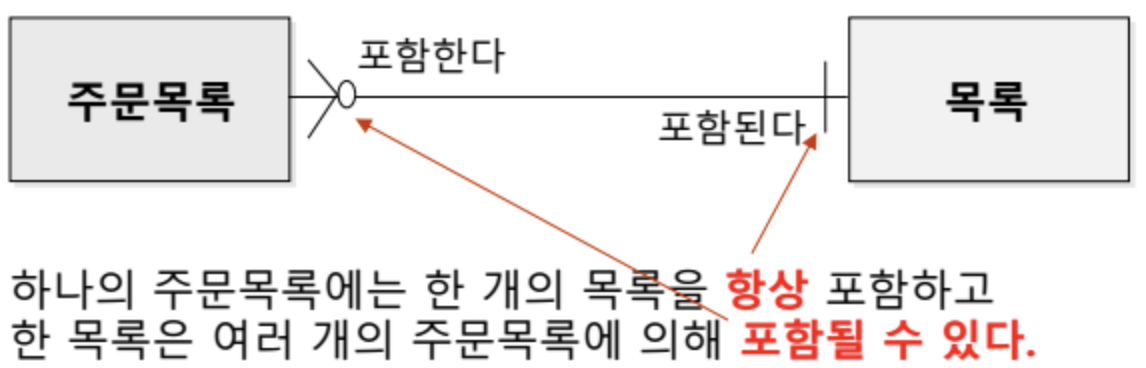 포함한다
주문목록
목록
포함된다
하나의 주문목록에는 한 개의 목록을 항상 포함하고
한 목록은 여러 개의 주문목록에 의해 포함될 수 있다.